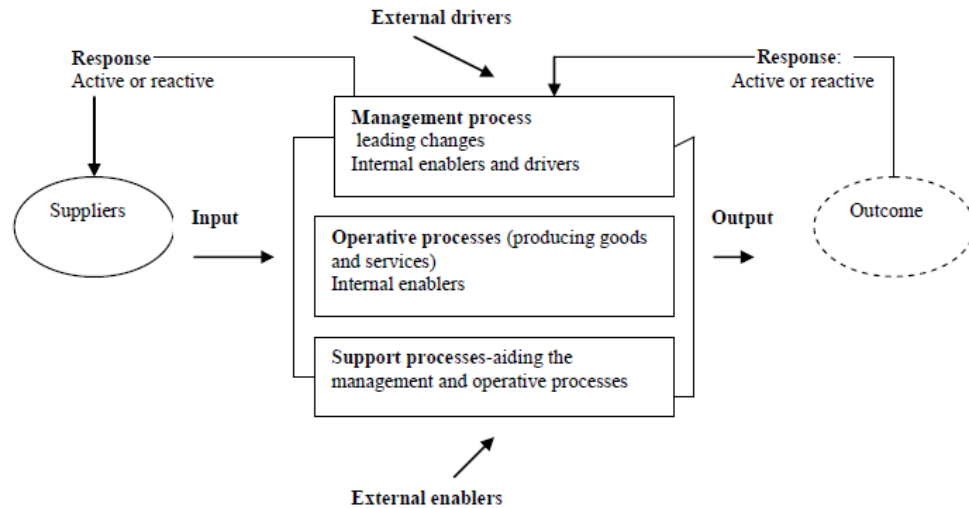 External drivers
Response
Active or reactive
Response:
Active or reactive
Management process
leading changes
Internal enablers and drivers
Suppliers
Input
Operative processes (producing goods
and services)
Internal enablers
Output
Outcome
Support processes-aiding the
management and operative processes
External enablers